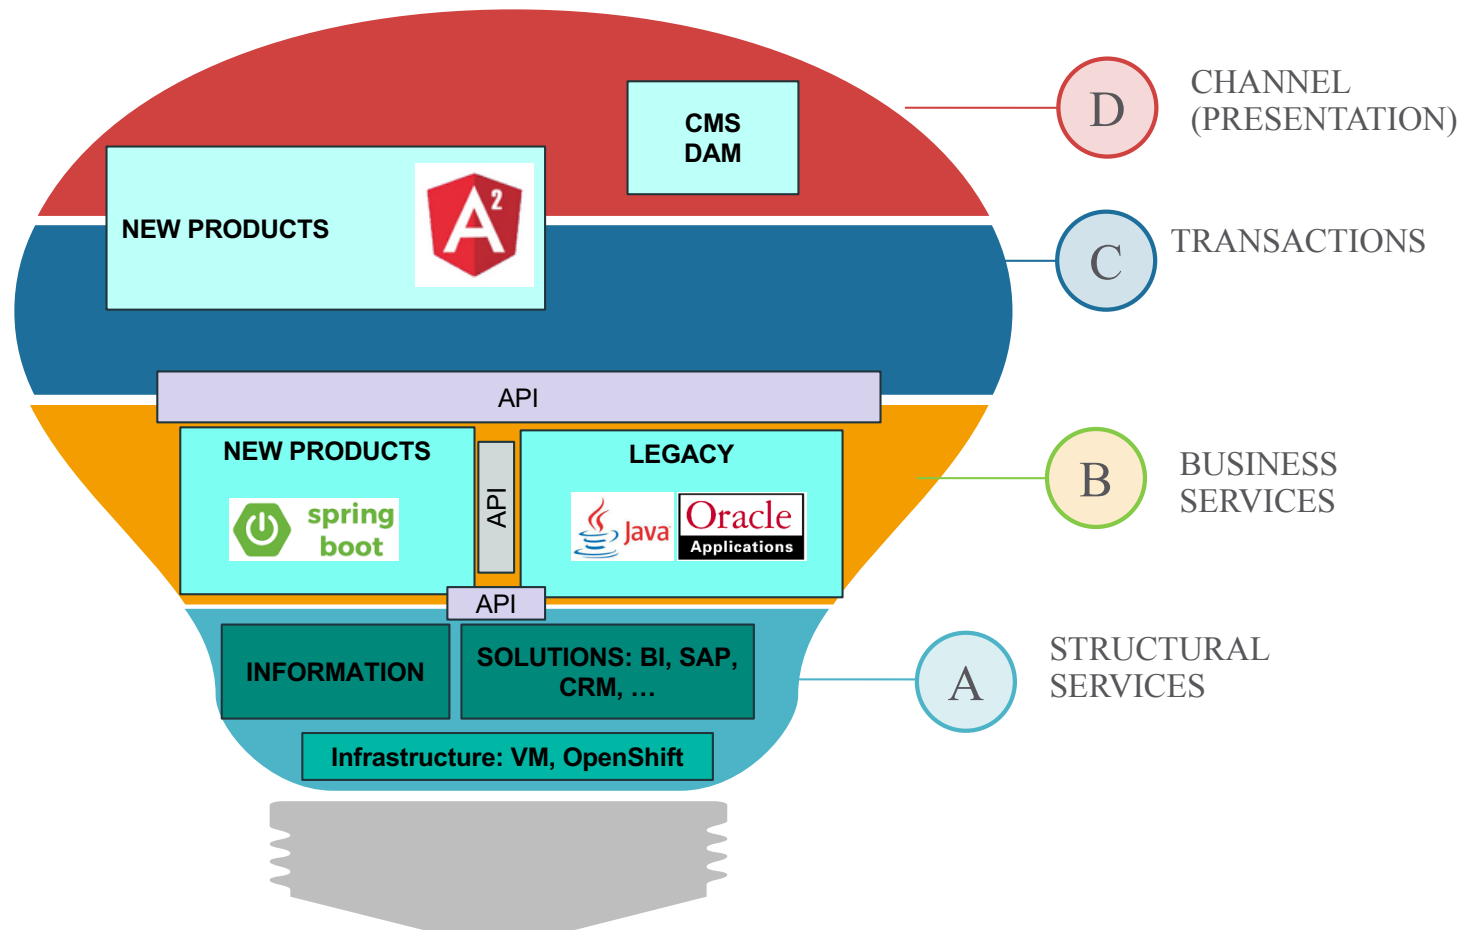 CMS
DAM
D
CHANNEL
(PRESENTATION)
NEW PRODUCTS
A2
C
TRANSACTIONS
API
NEW PRODUCTS
spring
boot
API
LEGACY
Java
Oracle
Applications
B
BUSINESS
SERVICES
API
INFORMATION
SOLUTIONS: BI, SAP,
CRM, …
A
STRUCTURAL
SERVICES
Infrastructure: VM, OpenShift